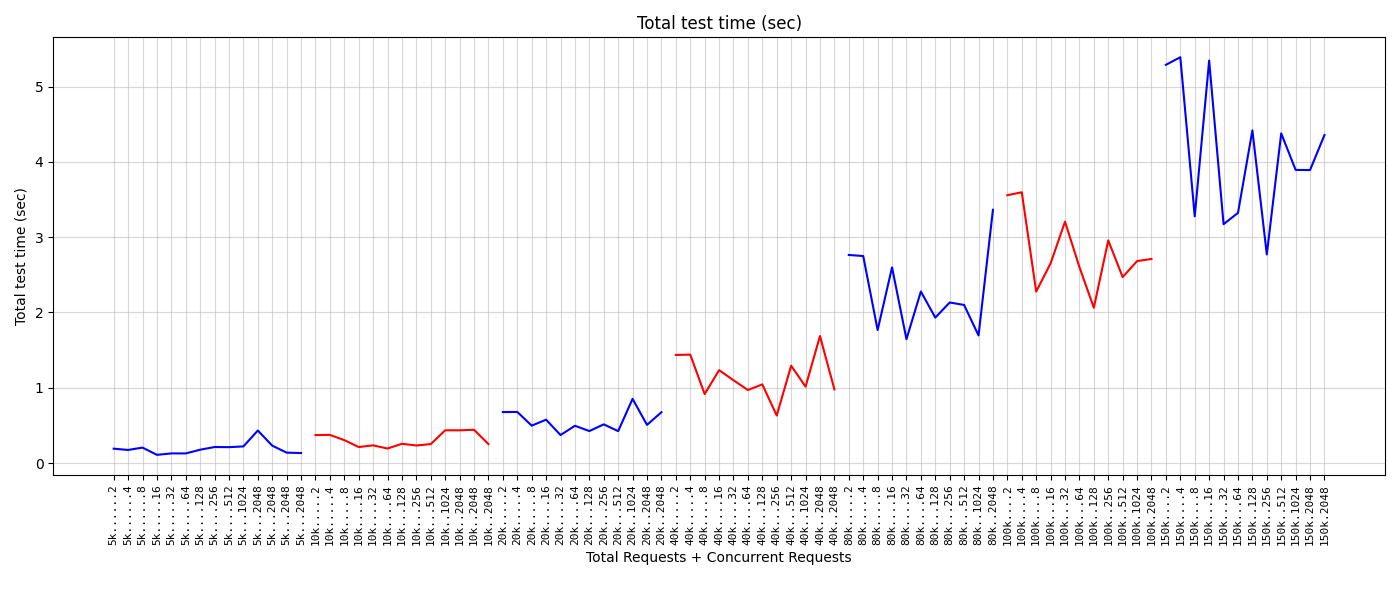 Total test time (sec)
Total test time (sec)
5
4
3
2
1
0
5k......2
5k......4
5k......8
5k.....16
5k.....32
5k.....64
5k....128
5k....256
5k....512
5k...1024
5k...2048
5k...2048
5k...2048
5k...2048
10k.....2
10k.....4
10k.....8
10k....16
10k....32
10k....64
10k...128
10k...256
10k...512
10k..1024
10k..2048
10k..2048
10k..2048
20k.....2
20k.....4
20k.....8
20k....16
20k....32
20k....64
20k...128
20k...256
20k...512
20k..1024
20k..2048
20k..2048
40k.....2
40k.....4
40k.....8
40k....16
40k....32
40k....64
40k...128
40k...256
40k...512
40k..1024
40k..2048
40k..2048
80k.....2
80k.....4
80k.....8
80k....16
80k....32
80k....64
80k...128
80k...256
80k...512
80k..1024
80k..2048
100k....2
100k....4
100k....8
100k...16
100k...32
100k...64
100k..128
100k..256
100k..512
100k.1024
100k.2048
150k....2
150k....4
150k....8
150k...16
150k...32
150k...64
150k..128
150k..256
150k..512
150k.1024
150k.2048
150k.2048
Total Requests + Concurrent Requests